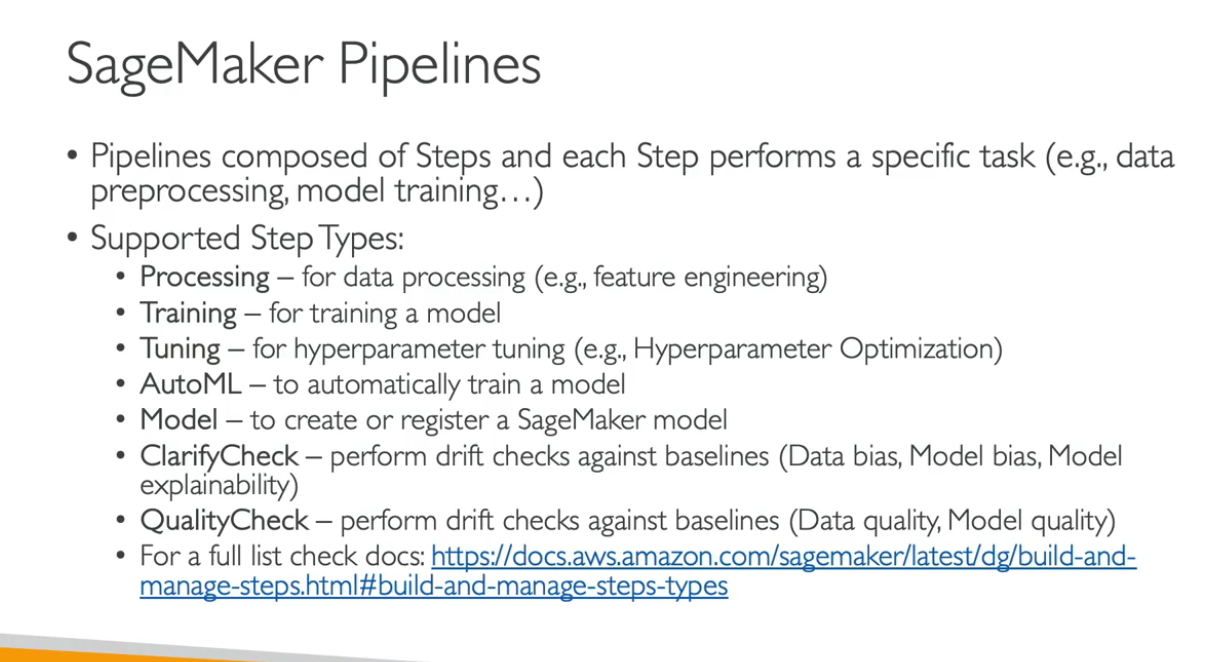 SageMaker Pipelines
• Pipelines composed of Steps and each Step performs a specific task (e.g., data
preprocessing, model training…)
• Supported Step Types:
• Processing – for data processing (e.g., feature engineering)
• Training – for training a model
• Tuning – for hyperparameter tuning (e.g., Hyperparameter Optimization)
• AutoML – to automatically train a model
• Model – to create or register a SageMaker model
• ClarifyCheck – perform drift checks against baselines (Data bias, Model bias, Model
explainability)
• QualityCheck – perform drift checks against baselines (Data quality, Model quality)
• For a full list check docs: https://docs.aws.amazon.com/sagemaker/latest/dg/build-and-
manage-steps.html#build-and-manage-steps-types